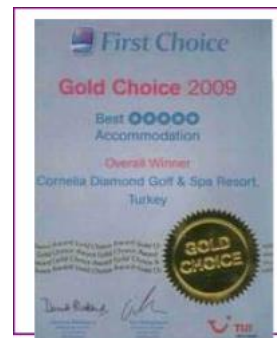 First Choice
Gold Choice 2009
Best
Accommodation
Overall Winner
Cornelia Diamond Golf & Spa Resort,
Turkey
GOLD
CHOICE
TUI